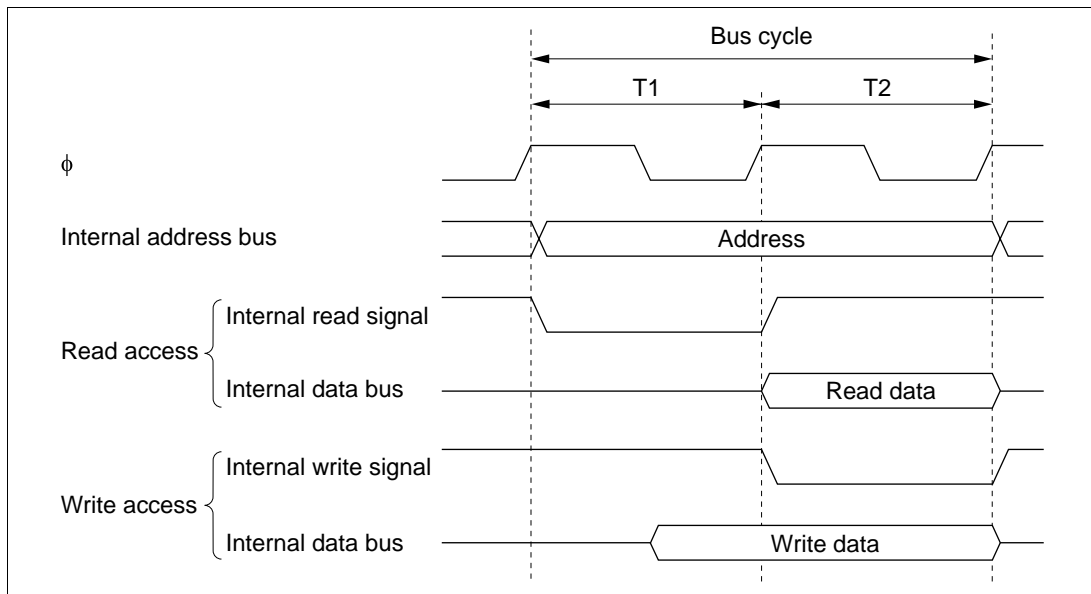 Bus cycle
T1
T2
ϕ
Internal address bus
Address
Read access
Internal read signal
Internal data bus
Read data
Write access
Internal write signal
Internal data bus
Write data